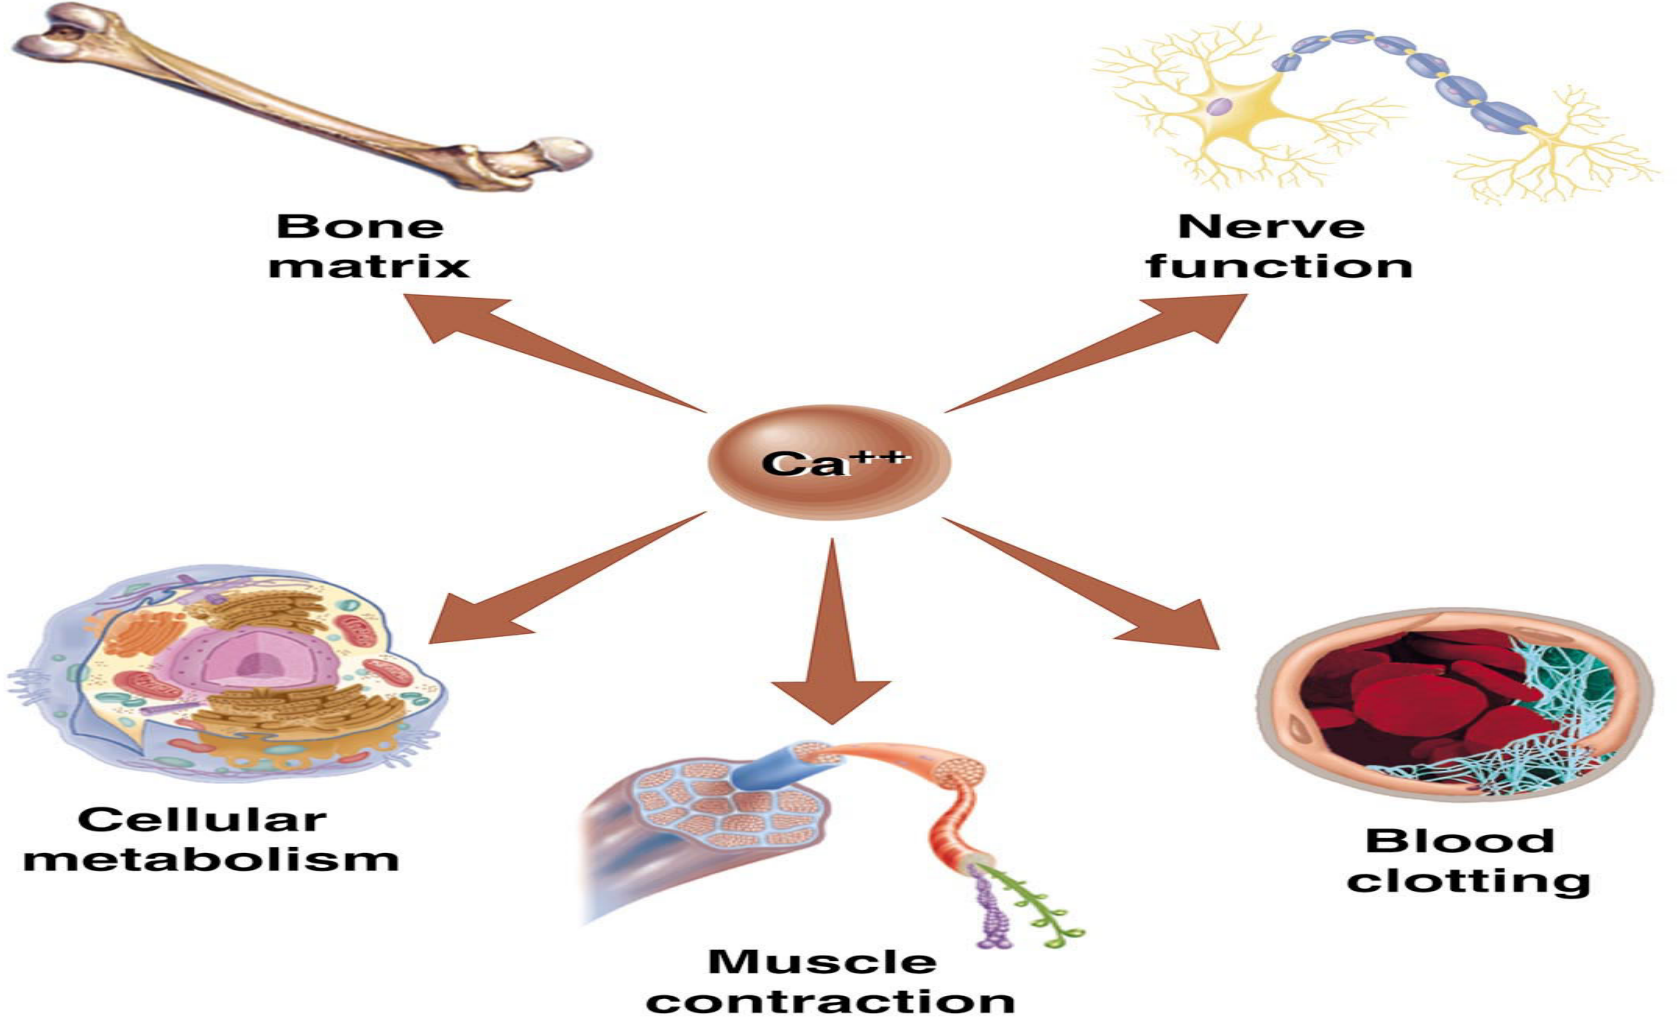 Bone
matrix
Nerve
function
Ca++
Cellular
metabolism
Muscle
contraction
Blood
clotting